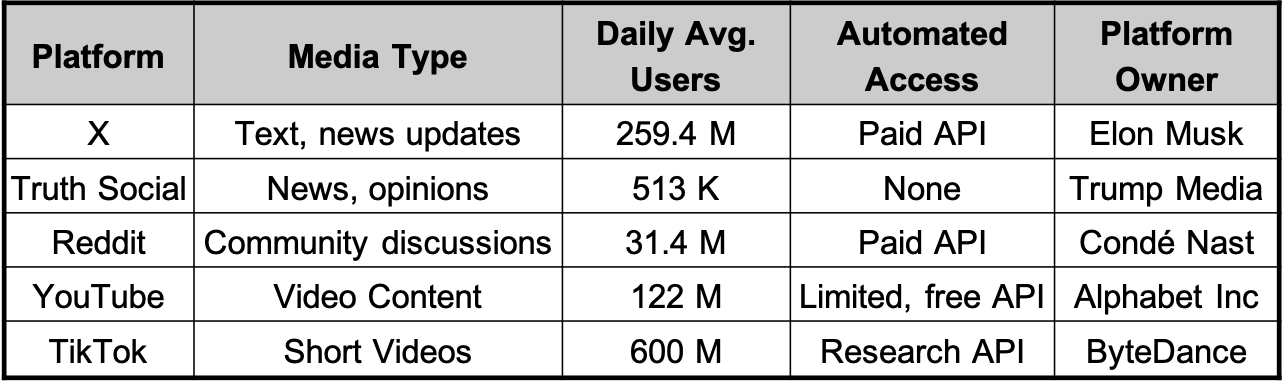 Platform Media Type Daily Avg. Users Automated Access Platform Owner
X Text, news updates 259.4 M Paid API Elon Musk
Truth Social News, opinions 513 K None Trump Media
Reddit Community discussions 31.4 M Paid API Condé Nast
YouTube Video Content 122 M Limited, free API Alphabet Inc
TikTok Short Videos 600 M Research API ByteDance